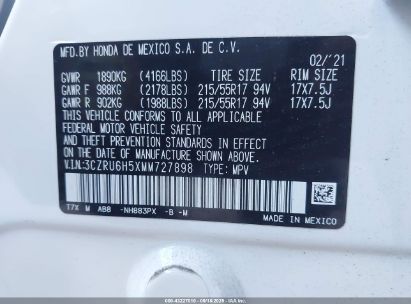 MFD.BY HONDA DE MEXICO S.A. DE C.V.
02/'21
GVWR 1890KG (4166LBS) TIRE SIZE RIM SIZE
GAWR F 988KG (2178LBS) 215/55R17 94V 17X7.5J
GAWR R 902KG (1988LBS) 215/55R17 94V 17X7.5J
THIS VEHICLE CONFORMS TO ALL APPLICABLE
FEDERAL MOTOR VEHICLE SAFETY AND
THEFT PREVENTION STANDARDS IN EFFECT
ON THE DATE OF MANUFACTURE SHOWN ABOVE.
V.I.N:3CZRU6H5XMM727898 TYPE: MPV
T7X M AB8 -NH883PX -B -M
MADE IN MEXICO